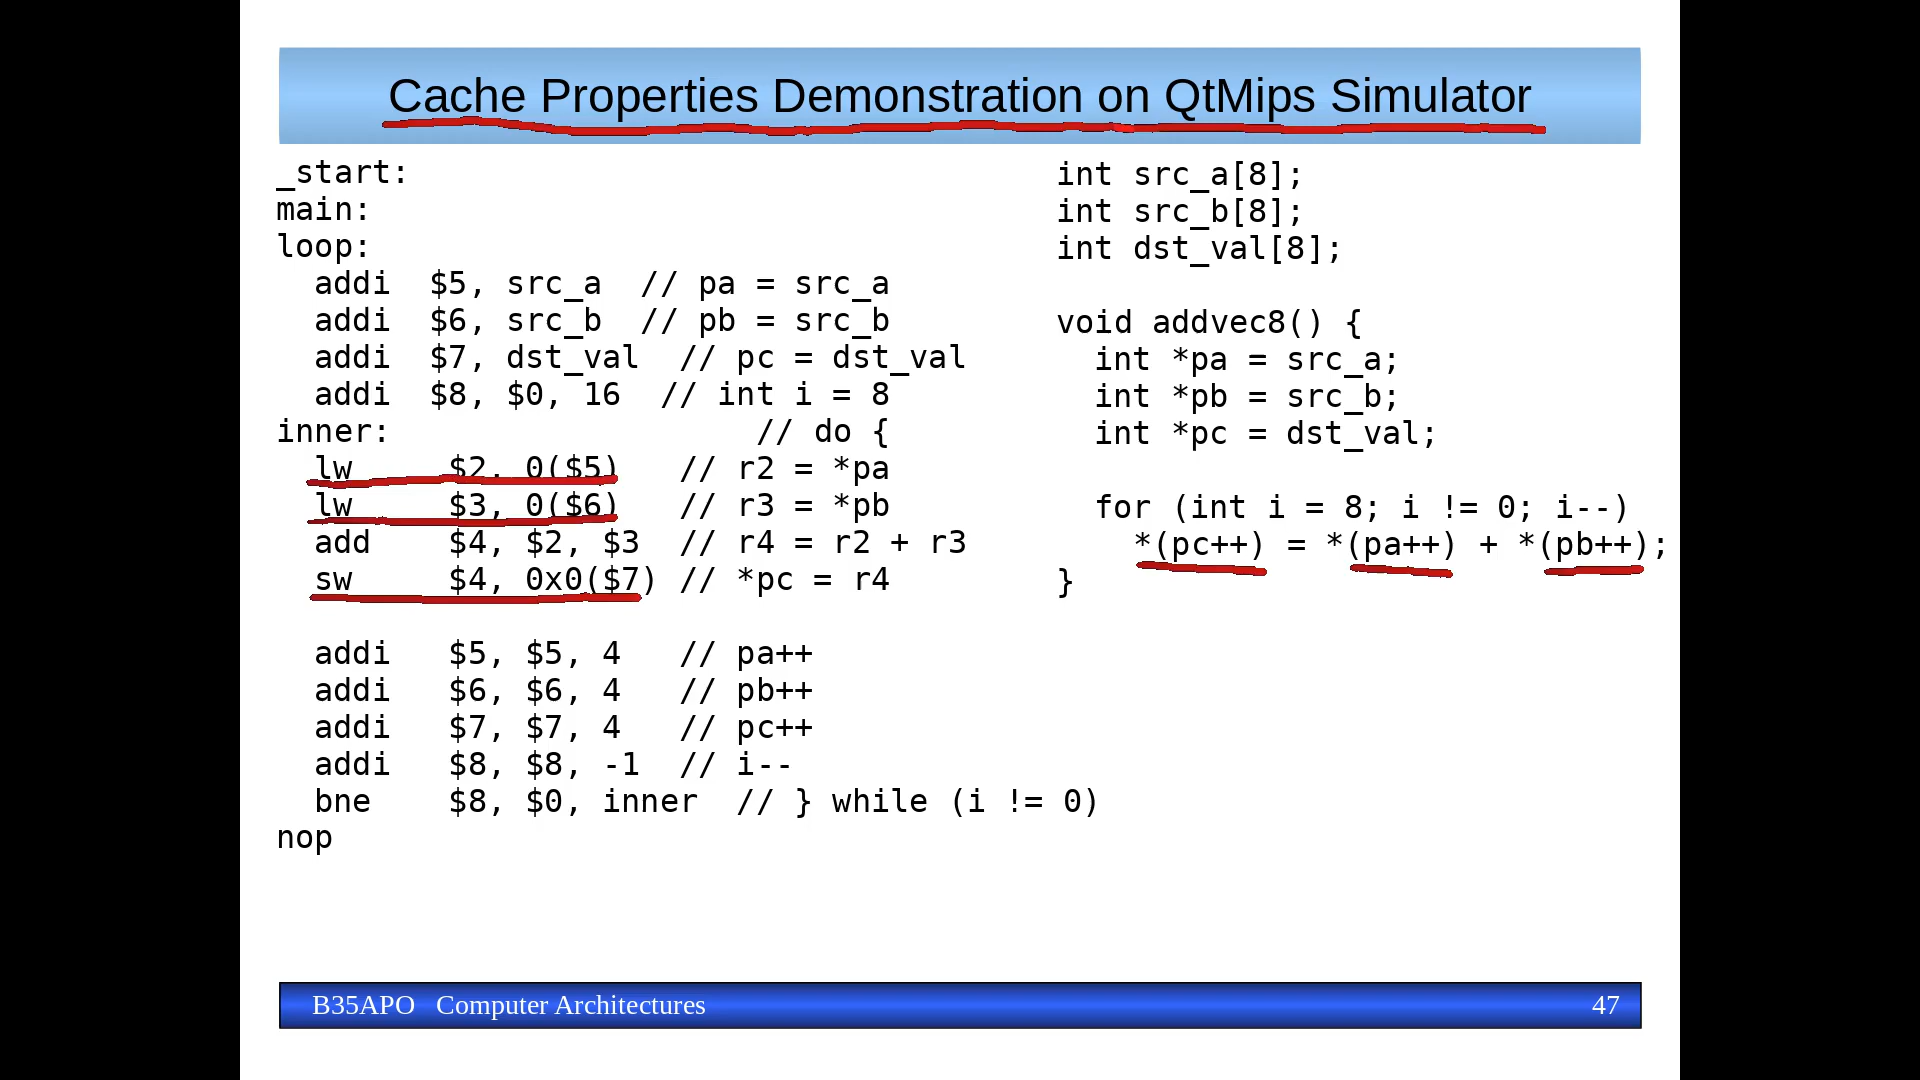 Cache Properties Demonstration on QtMips Simulator
_start:
main:
loop:
  addi  $5, src_a  // pa = src_a
  addi  $6, src_b  // pb = src_b
  addi  $7, dst_val  // pc = dst_val
  addi  $8, $0, 16  // int i = 8
inner:                   // do {
  lw     $2, 0($5)   // r2 = *pa
  lw     $3, 0($6)   // r3 = *pb
  add    $4, $2, $3  // r4 = r2 + r3
  sw     $4, 0x0($7) // *pc = r4

  addi   $5, $5, 4   // pa++
  addi   $6, $6, 4   // pb++
  addi   $7, $7, 4   // pc++
  addi   $8, $8, -1  // i--
  bne    $8, $0, inner  // } while (i != 0)
nop
int src_a[8];
int src_b[8];
int dst_val[8];

void addvec8() {
  int *pa = src_a;
  int *pb = src_b;
  int *pc = dst_val;

  for (int i = 8; i != 0; i--)
    *(pc++) = *(pa++) + *(pb++);
}
B35APO   Computer Architectures
47